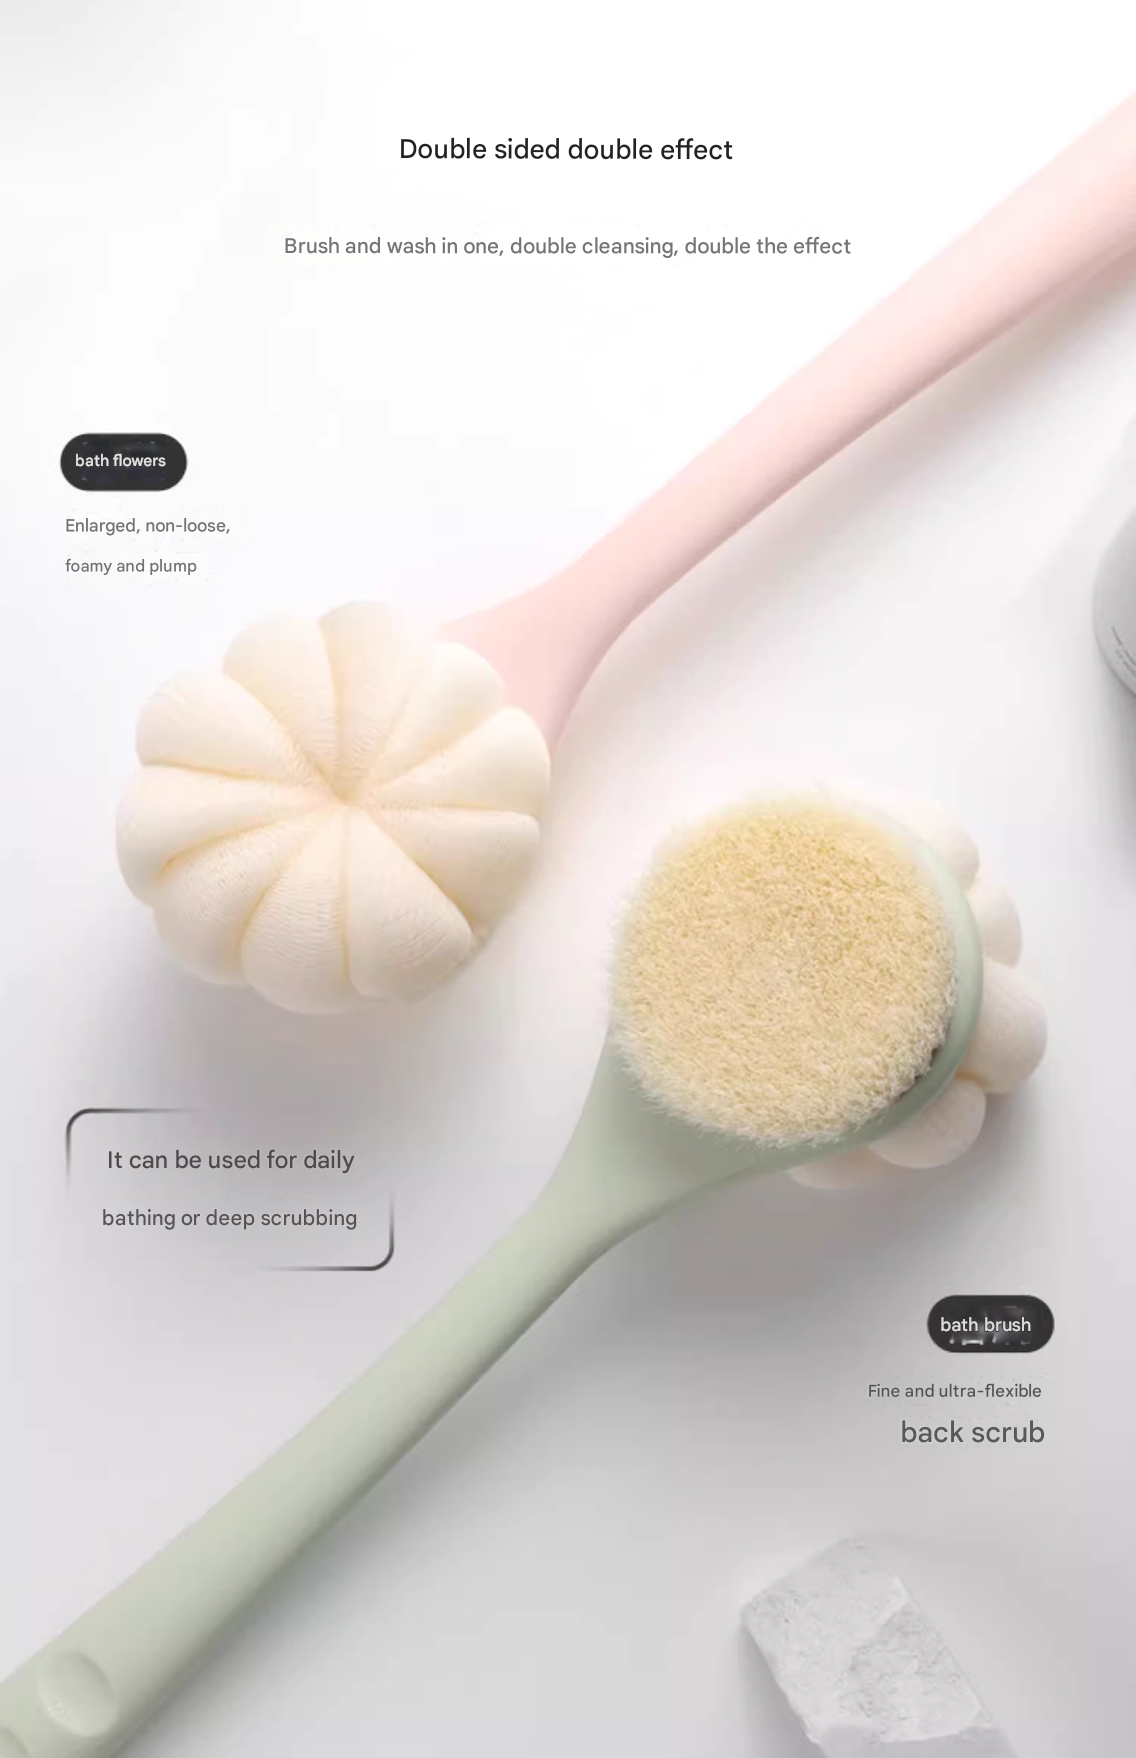 Double sided double effect
Brush and wash in one, double cleansing, double the effect
bath flowers
Enlarged, non-loose,
foamy and plump
It can be used for daily
bathing or deep scrubbing
bath brush
Fine and ultra-flexible
back scrub